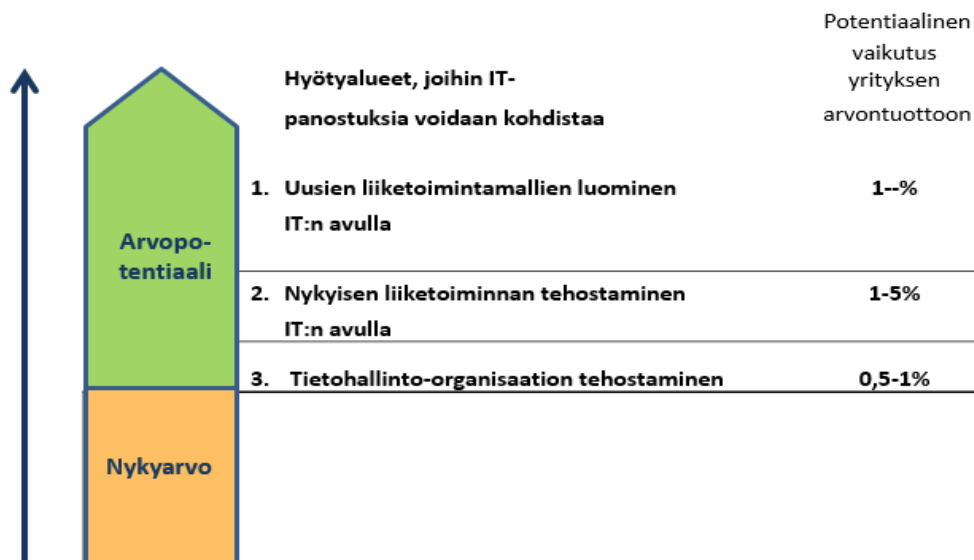 Potentiaalinen
vaikutus
yrityksen
arvontuottoon
Hyötyalueet, joihin IT-
panostuksia voidaan kohdistaa
1. Uusien liiketoimintamallien luominen
IT:n avulla
1--%
Arvopo-
tentiaali
2. Nykyisen liiketoiminnan tehostaminen
IT:n avulla
1-5%
3. Tietohallinto-organisaation tehostaminen
0,5-1%
Nykyarvo